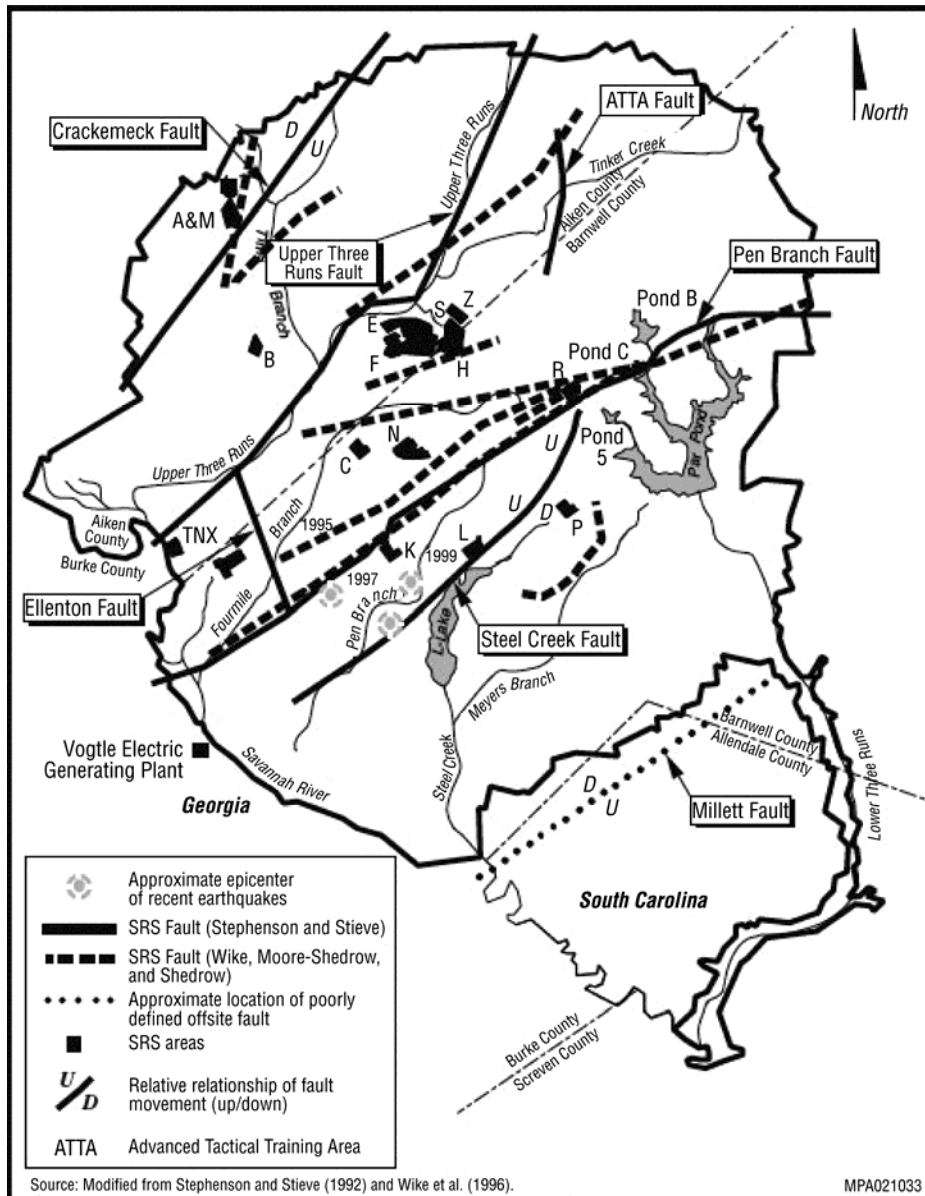 North
ATTA Fault
Crackemeck Fault
D
U
Upper Three Runs
Tinker Creek
Aiken County
Barnwell County
A&M
Tims
Branch
Upper Three
Runs Fault
Pen Branch Fault
Pond B
S
Z
E
B
F
H
Pond C
R
Par Pond
Pond
5
U
N
C
Upper Three Runs
U
D
P
Aiken
County
Burke County
TNX
Branch
1995
L
K
1999
1997
Ellenton Fault
Fourmile
Pen Branch
L Lake
Steel Creek Fault
Meyers Branch
Barnwell County
Allendale County
Vogtle Electric
Generating Plant
Savannah River
Steel Creek
Georgia
D
U
Millett Fault
Lower Three Runs
South Carolina
Burke County
Screven County
Approximate epicenter
of recent earthquakes
SRS Fault (Stephenson and Stieve)
SRS Fault (Wike, Moore-Shedrow,
and Shedrow)
Approximate location of poorly
defined offsite fault
SRS areas
U
D
Relative relationship of fault
movement (up/down)
ATTA Advanced Tactical Training Area
Source: Modified from Stephenson and Stieve (1992) and Wike et al. (1996).
MPA021033